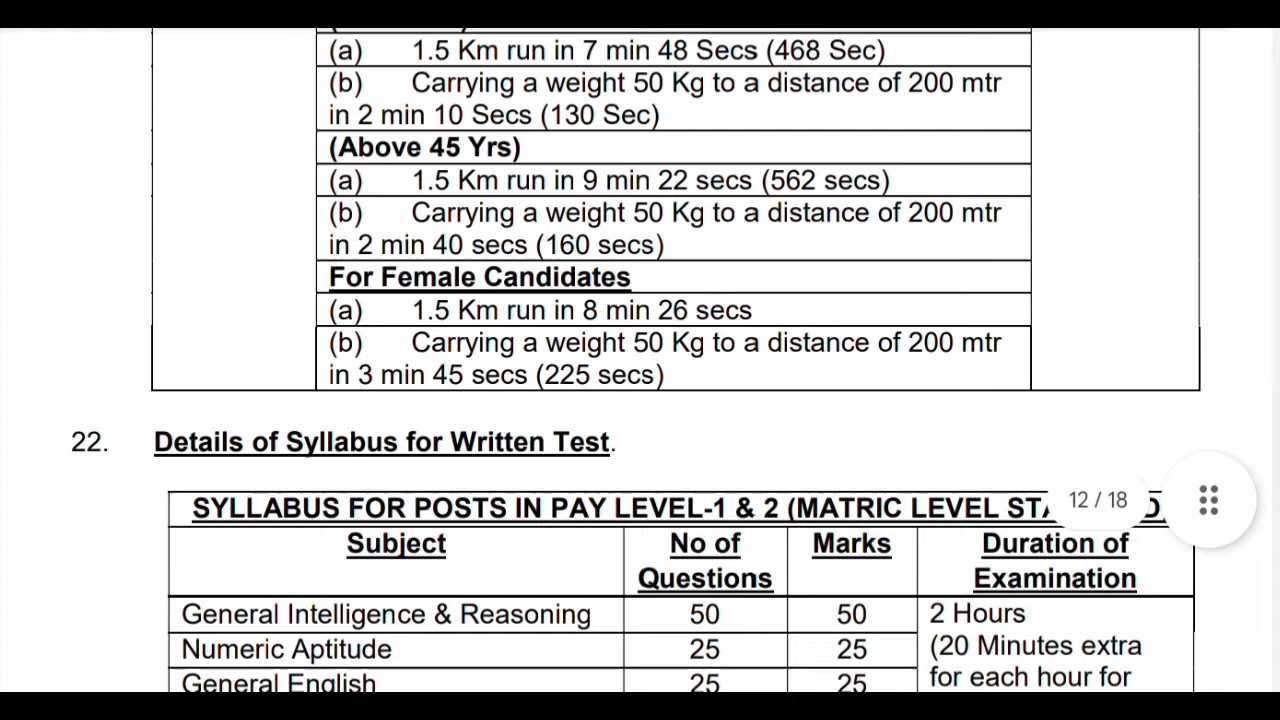 (a) 1.5 Km run in 7 min 48 Secs (468 Sec)
(b) Carrying a weight 50 Kg to a distance of 200 mtr
in 2 min 10 Secs (130 Sec)
(Above 45 Yrs)
(a) 1.5 Km run in 9 min 22 secs (562 secs)
(b) Carrying a weight 50 Kg to a distance of 200 mtr
in 2 min 40 secs (160 secs)
For Female Candidates
(a) 1.5 Km run in 8 min 26 secs
(b) Carrying a weight 50 Kg to a distance of 200 mtr
in 3 min 45 secs (225 secs)
22. Details of Syllabus for Written Test.
12 / 18
SYLLABUS FOR POSTS IN PAY LEVEL-1 & 2 (MATRIC LEVEL
Subject No of Questions Marks Duration of Examination
General Intelligence & Reasoning 50 50 2 Hours
Numeric Aptitude 25 25 (20 Minutes extra
General English 25 25 for each hour for